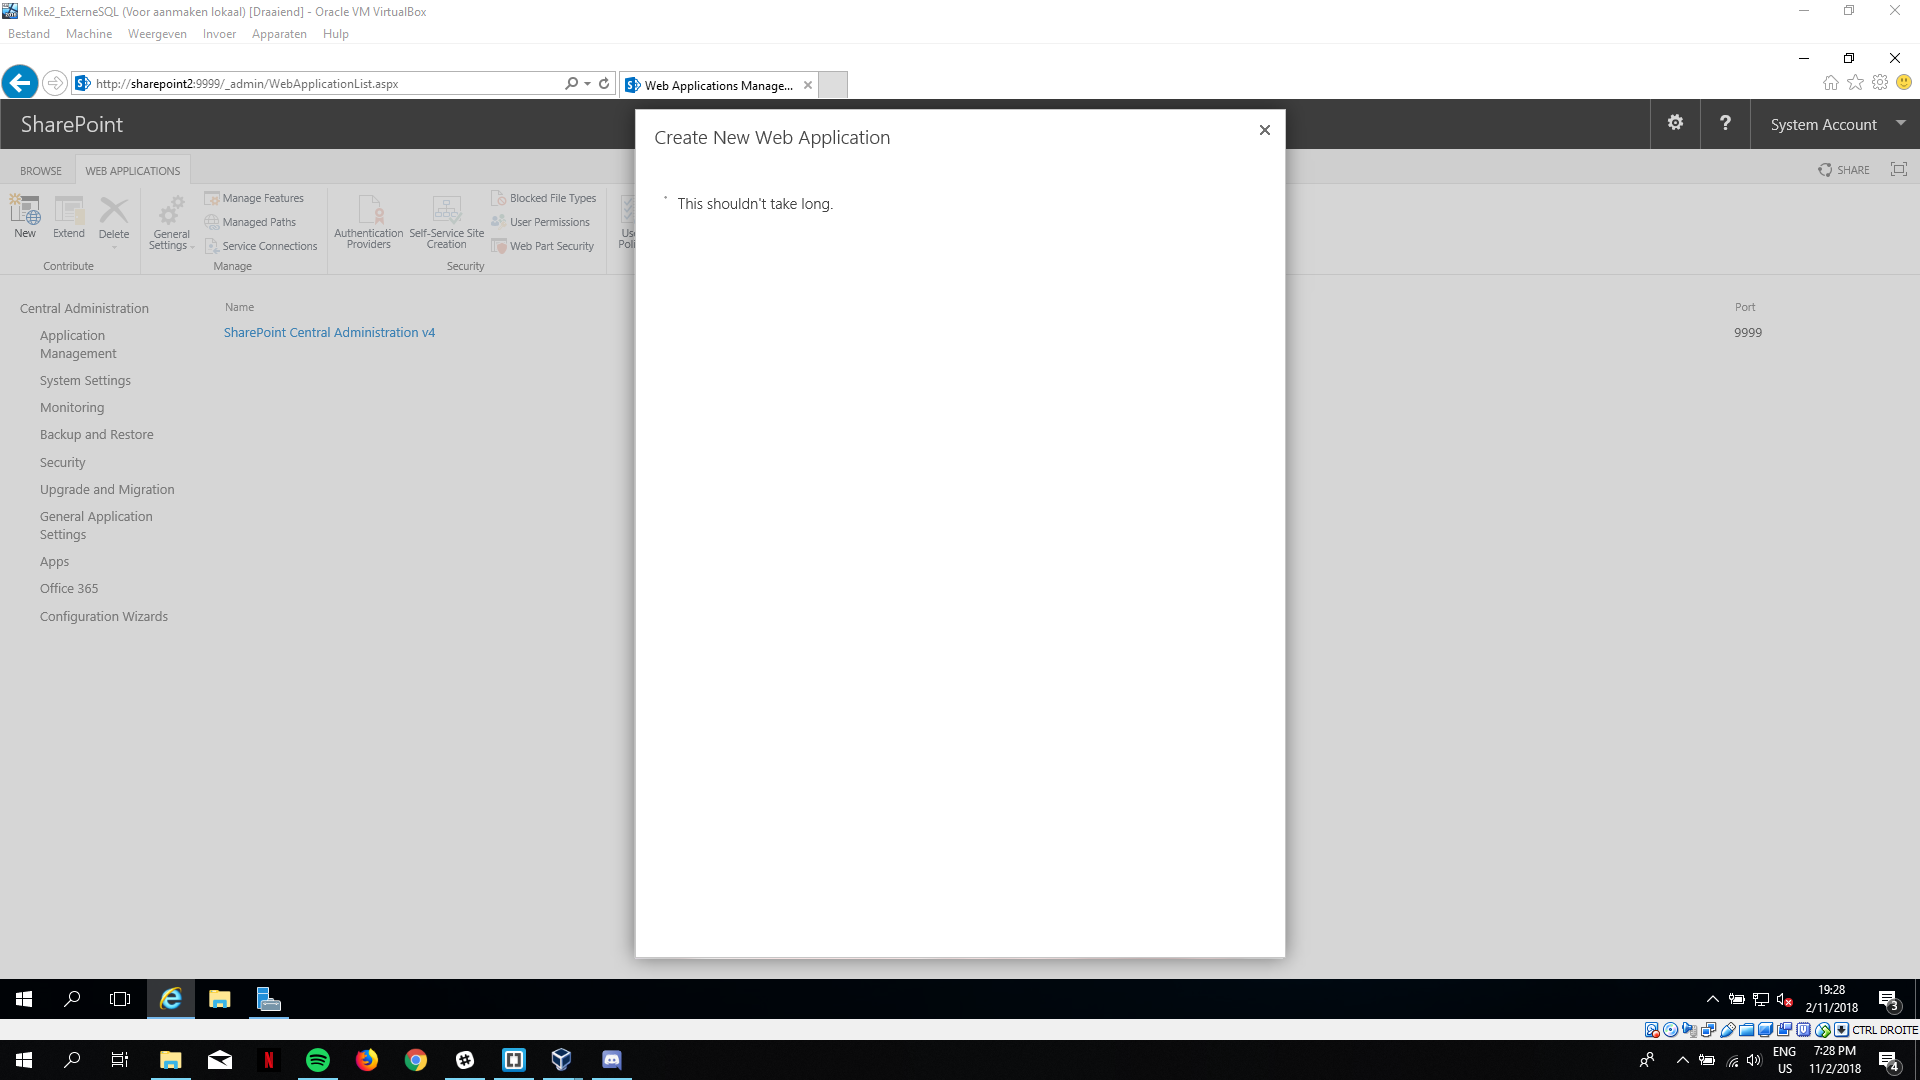 Mike2_ExterneSQL (Voor aanmaken lokaal) [Draaiend] - Oracle VM VirtualBox
Bestand Machine Weergeven Invoer Apparaten Hulp
http://sharepoint2:9999/_admin/WebApplicationList.aspx
Web Applications Manage...
SharePoint
System Account
BROWSE WEB APPLICATIONS
SHARE
New
Extend
Delete
Contribute
General Settings
Manage Features
Managed Paths
Service Connections
Manage
Authentication Providers
Self-Service Site Creation
Blocked File Types
User Permissions
Web Part Security
Security
Create New Web Application
This shouldn't take long.
Central Administration
Application
Management
System Settings
Monitoring
Backup and Restore
Security
Upgrade and Migration
General Application
Settings
Apps
Office 365
Configuration Wizards
Name
SharePoint Central Administration v4
Port
9999
19:28
2/11/2018
3
CTRL DROITE
ENG
US
7:28 PM
11/2/2018
4